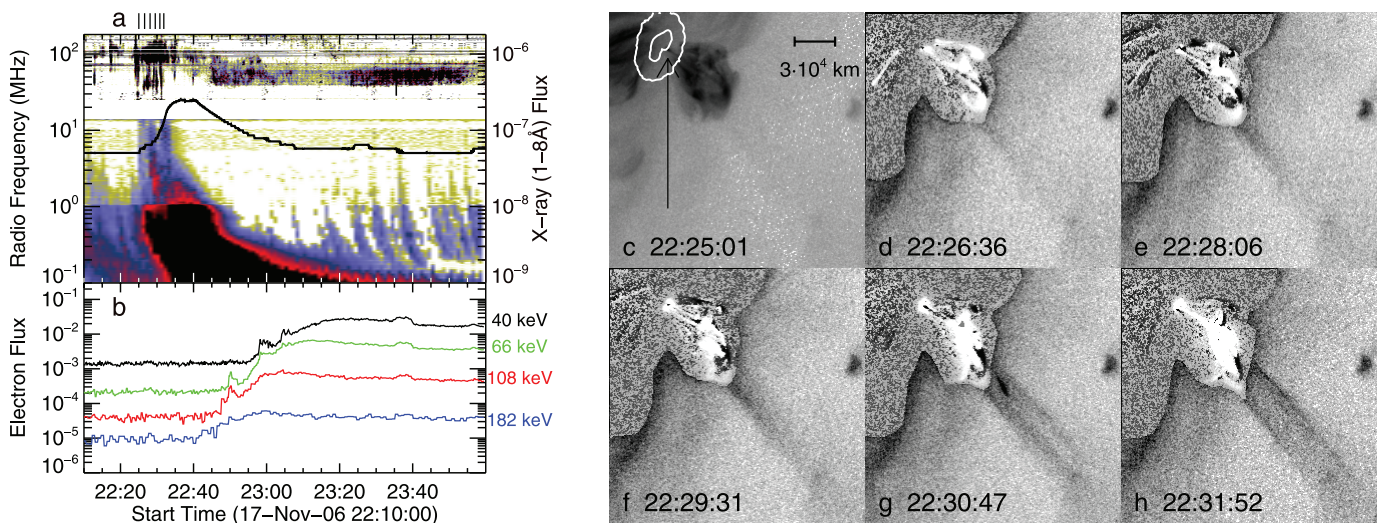 a
Radio Frequency (MHz)
10²
10¹
10⁰
10⁻¹
10⁻⁶
10⁻⁷
10⁻⁸
10⁻⁹
X−ray (1−8Å) Flux
b
Electron Flux
10⁻¹
10⁻²
10⁻³
10⁻⁴
10⁻⁵
10⁻⁶
40 keV
66 keV
108 keV
182 keV
22:20 22:40 23:00 23:20 23:40
Start Time (17−Nov−06 22:10:00)
3·10⁴ km
c 22:25:01
d 22:26:36
e 22:28:06
f 22:29:31
g 22:30:47
h 22:31:52